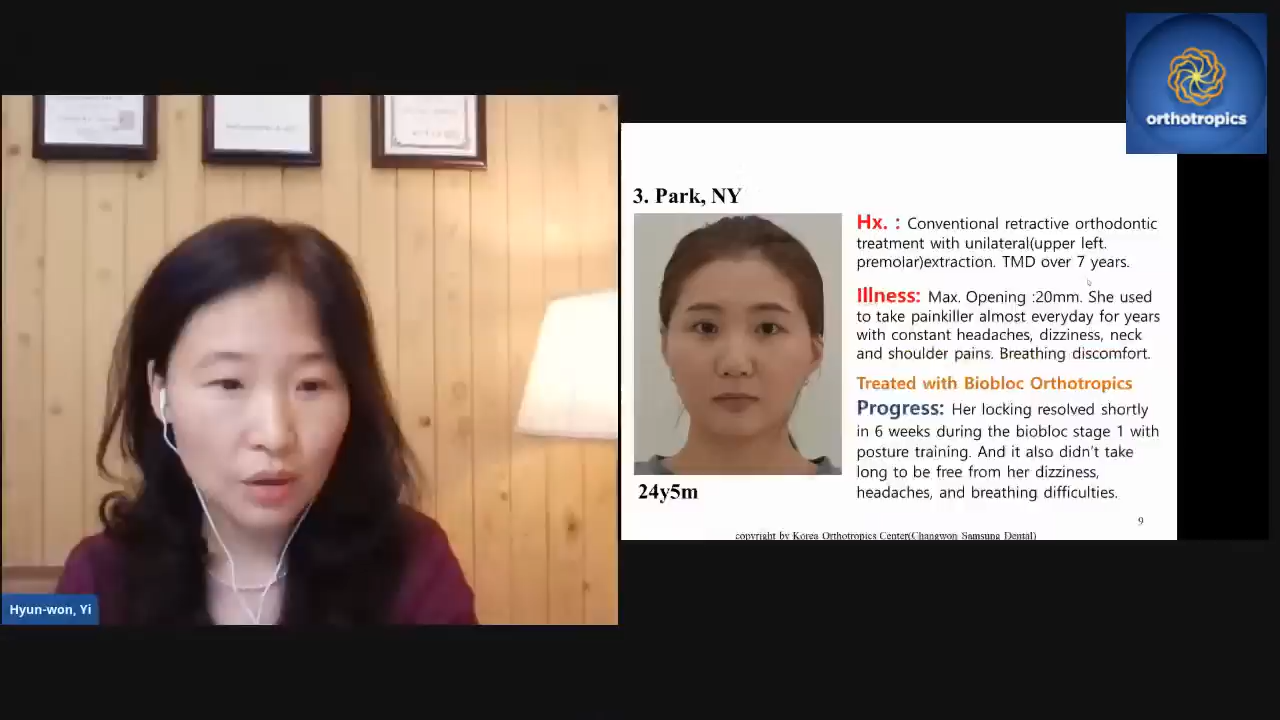 orthotropics
3. Park, NY
Hx. : Conventional retractive orthodontic
treatment with unilateral(upper left.
premolar)extraction. TMD over 7 years.
Illness: Max. Opening :20mm. She used
to take painkiller almost everyday for years
with constant headaches, dizziness, neck
and shoulder pains. Breathing discomfort.
Treated with Biobloc Orthotropics
Progress: Her locking resolved shortly
in 6 weeks during the biobloc stage 1 with
posture training. And it also didn't take
long to be free from her dizziness,
headaches, and breathing difficulties.
24y5m
9
copyright by Korea Orthotropics Center(Changwon Samsung Dental)
Hyun-won, Yi